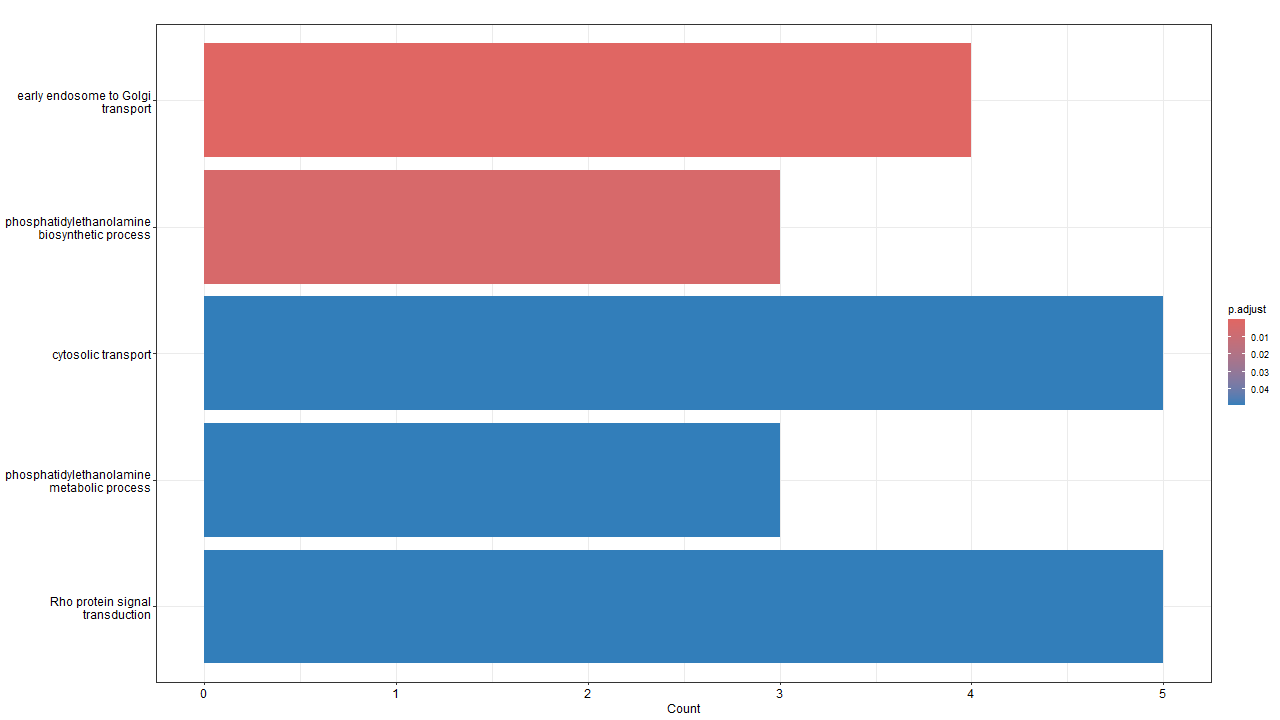 early endosome to Golgi
transport
phosphatidylethanolamine
biosynthetic process
cytosolic transport
phosphatidylethanolamine
metabolic process
Rho protein signal
transduction
0 1 2 3 4 5
Count
p.adjust
0.01
0.02
0.03
0.04